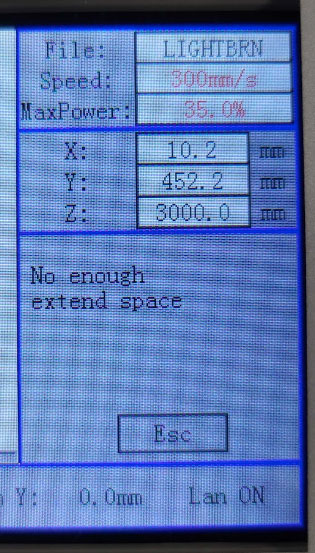 File: LIGHTBRN
Speed: 300mm/s
MaxPower: 35.0%
X: 10.2 mm
Y: 452.2 mm
Z: 3000.0 mm
No enough
extend space
Esc
Y: 0.0mm Lan ON